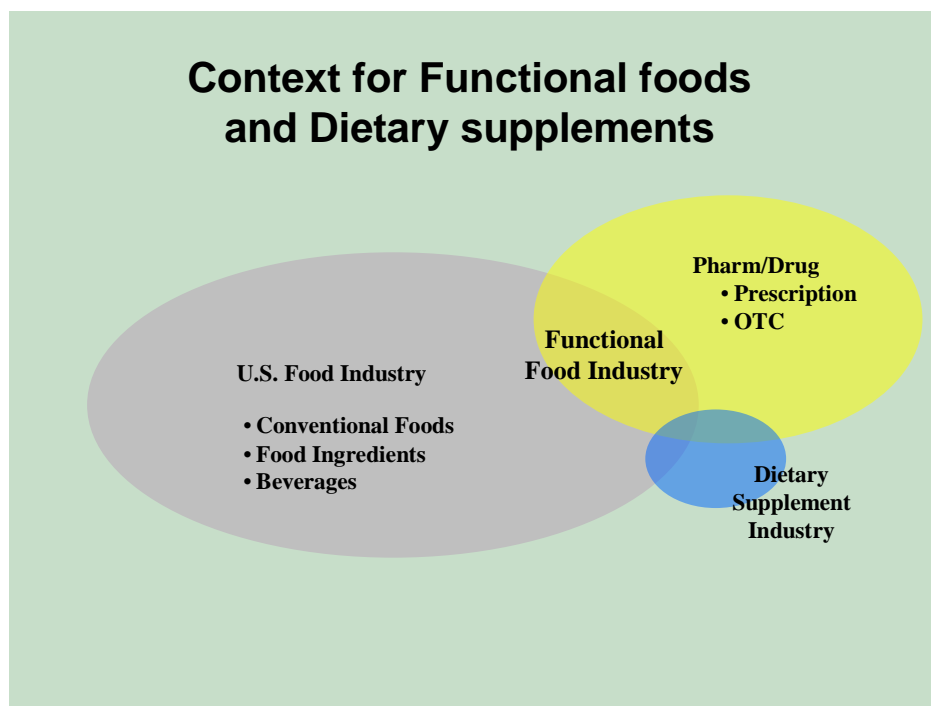 Context for Functional foods
and Dietary supplements
Pharm/Drug
• Prescription
• OTC
Functional
Food Industry
U.S. Food Industry
• Conventional Foods
• Food Ingredients
• Beverages
Dietary
Supplement
Industry